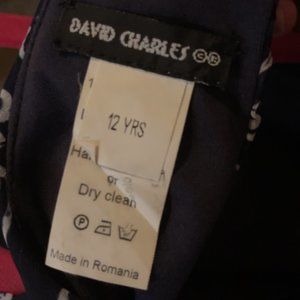 DAVID CHARLES
12 YRS
Dry clean
P
Made in Romania